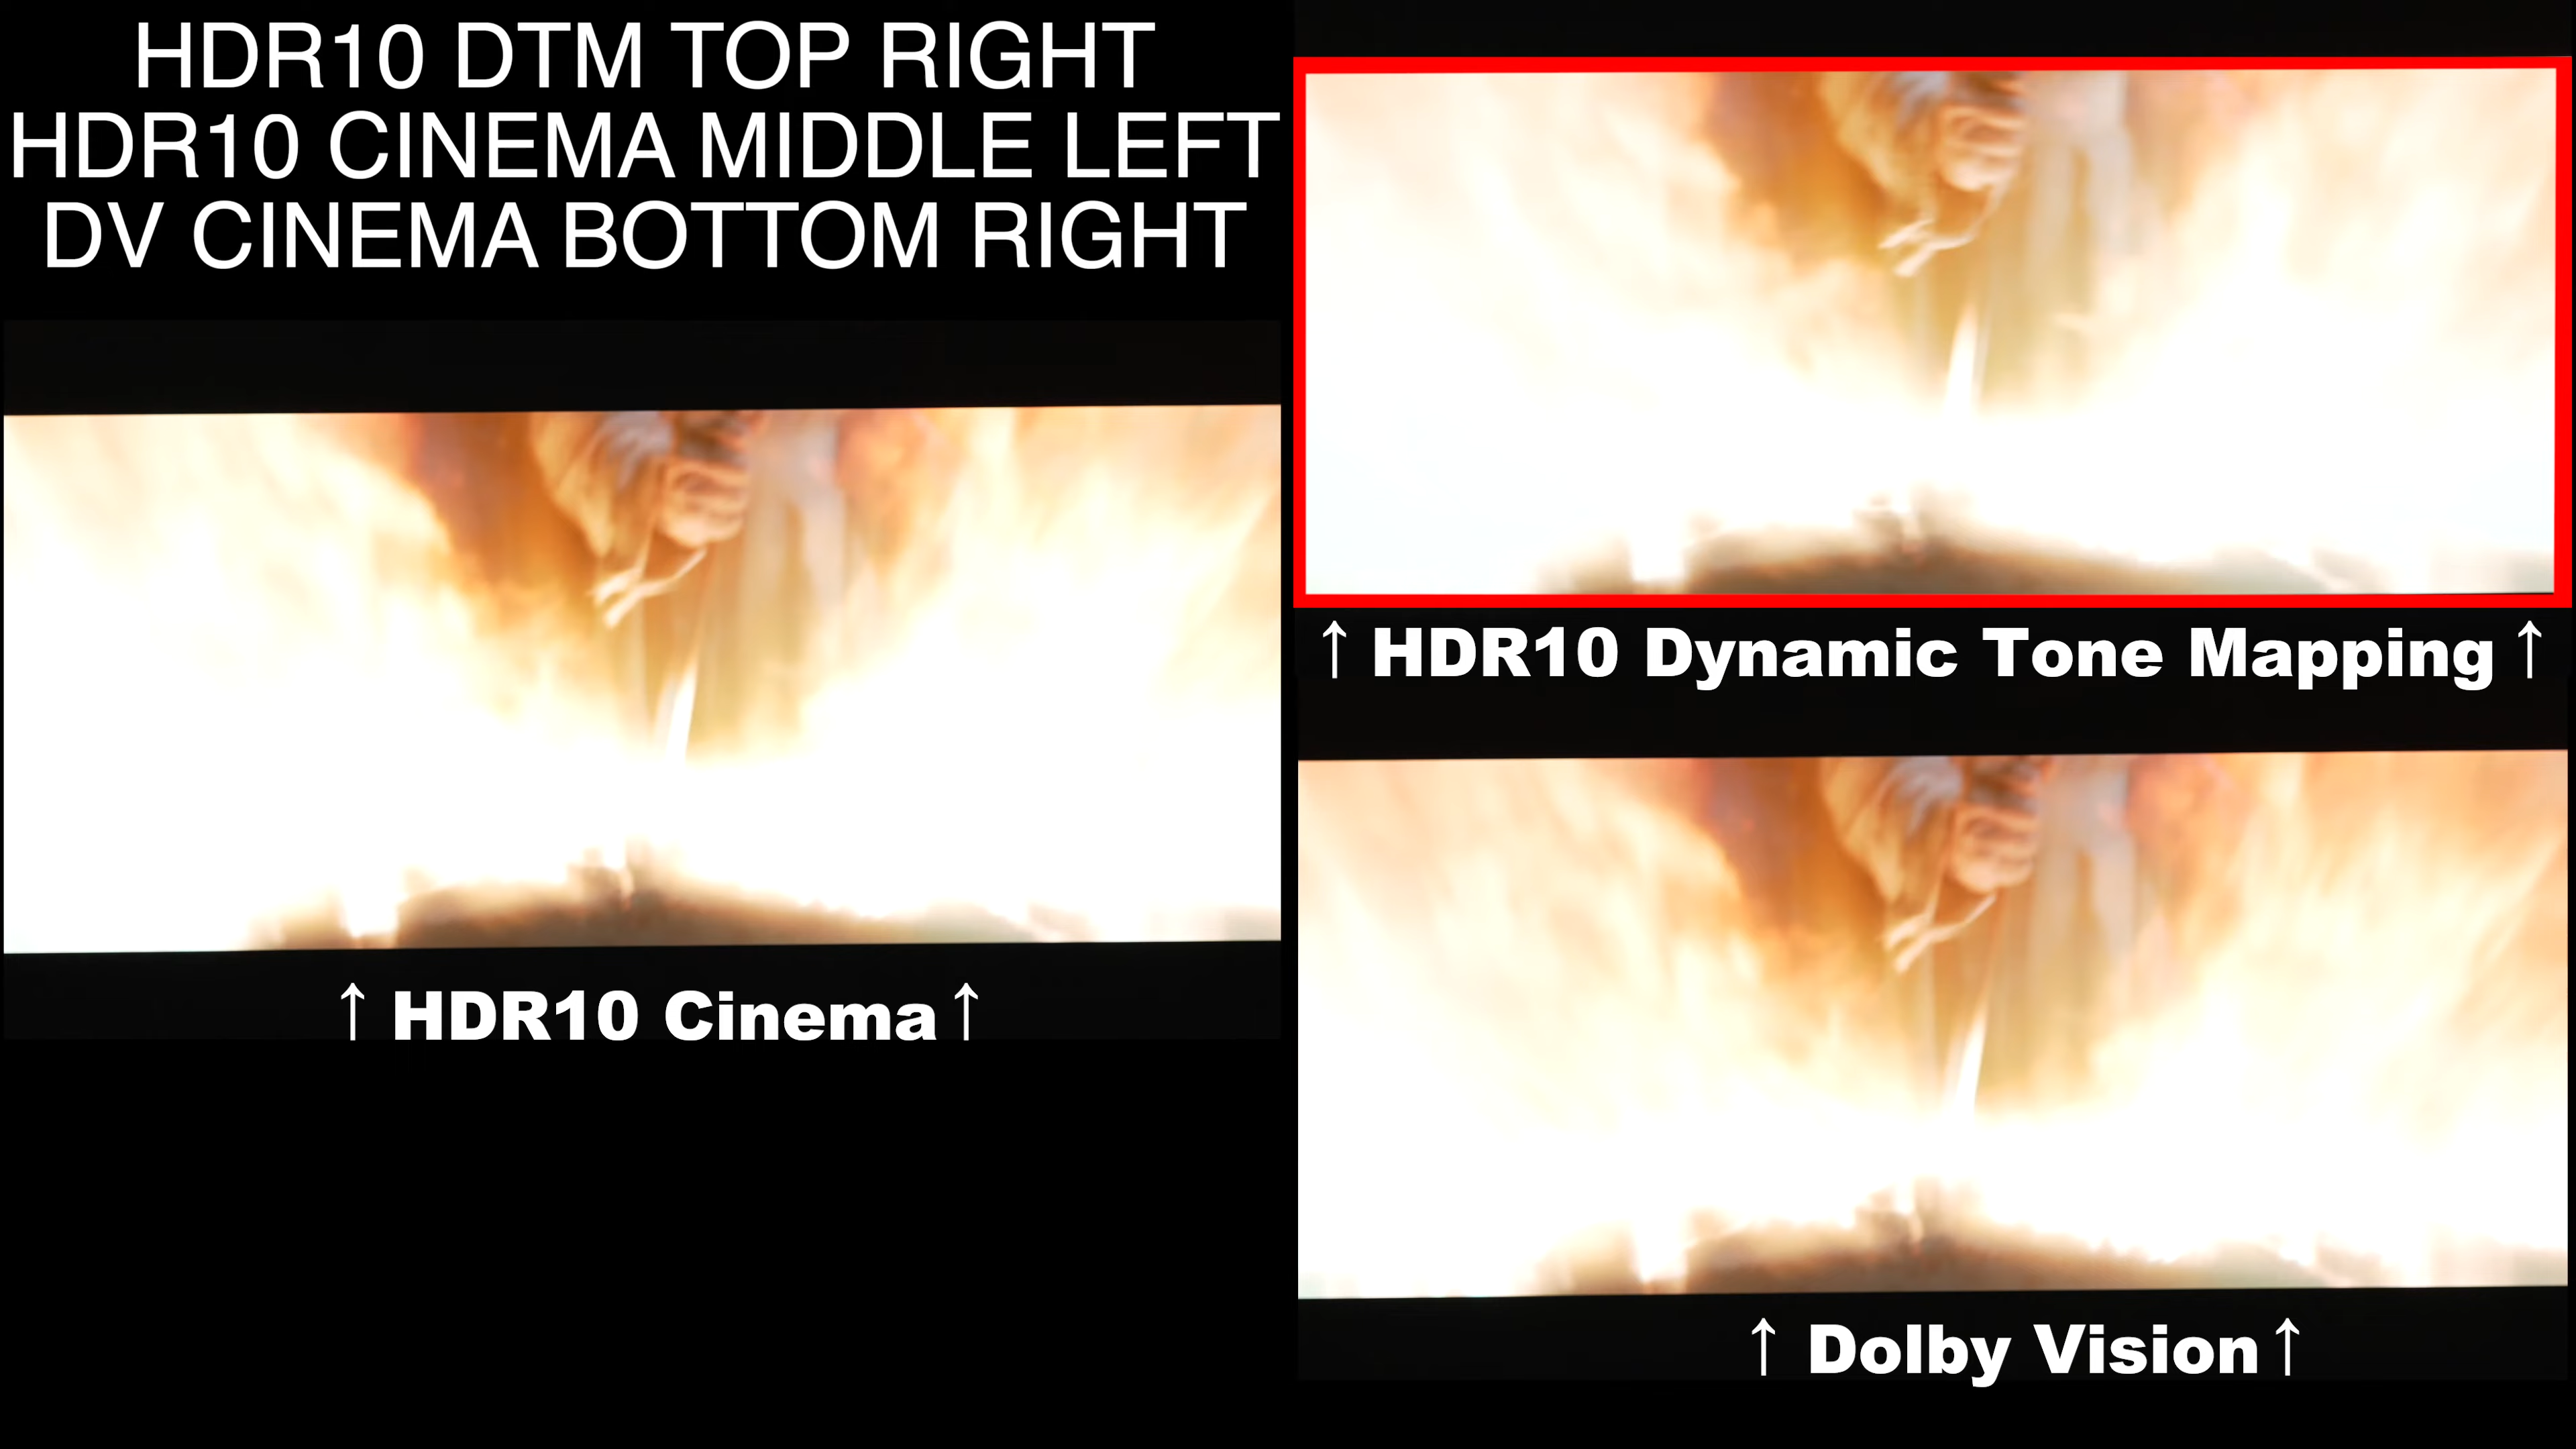 HDR10 DTM TOP RIGHT
HDR10 CINEMA MIDDLE LEFT
DV CINEMA BOTTOM RIGHT
↑ HDR10 Dynamic Tone Mapping ↑
↑ HDR10 Cinema ↑
↑ Dolby Vision ↑